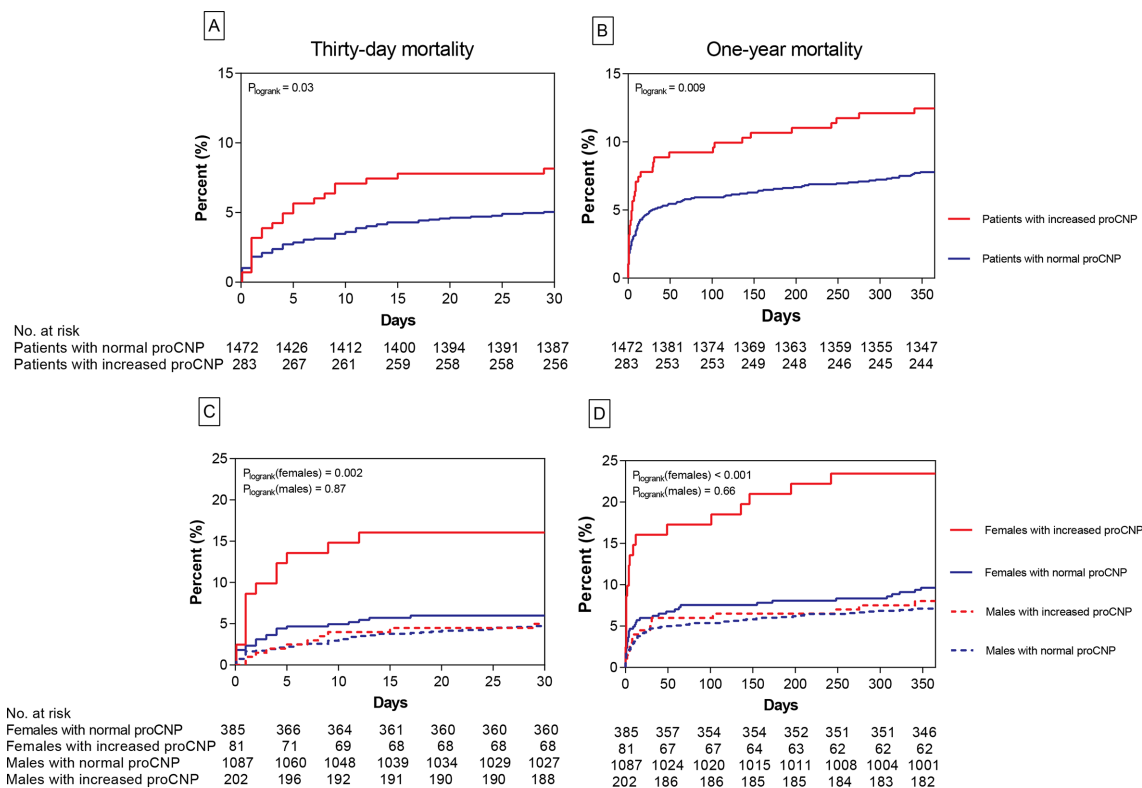 A
Thirty-day mortality
P logrank = 0.03
Percent (%)
15
10
5
0
0 5 10 15 20 25 30
Days
B
One-year mortality
P logrank = 0.009
Percent (%)
15
10
5
0
0 50 100 150 200 250 300 350
Days
Patients with increased proCNP
Patients with normal proCNP
No. at risk
Patients with normal proCNP 1472 1426 1412 1400 1394 1391 1387 1472 1381 1374 1369 1363 1359 1355 1347
Patients with increased proCNP 283 267 261 259 258 258 256 283 253 253 249 248 246 245 244
C
P logrank (females) = 0.002
P logrank (males) = 0.87
Percent (%)
25
20
15
10
5
0
0 5 10 15 20 25 30
Days
D
P logrank (females) < 0.001
P logrank (males) = 0.66
Percent (%)
25
20
15
10
5
0
0 50 100 150 200 250 300 350
Days
Females with increased proCNP
Females with normal proCNP
Males with increased proCNP
Males with normal proCNP
No. at risk
Females with normal proCNP 385 366 364 361 360 360 360 385 357 354 354 352 351 351 346
Females with increased proCNP 81 71 69 68 68 68 68 81 67 67 64 63 62 62 62
Males with normal proCNP 1087 1060 1048 1039 1034 1029 1027 1087 1024 1020 1015 1011 1008 1004 1001
Males with increased proCNP 202 196 192 191 190 190 188 202 186 186 185 185 184 183 182